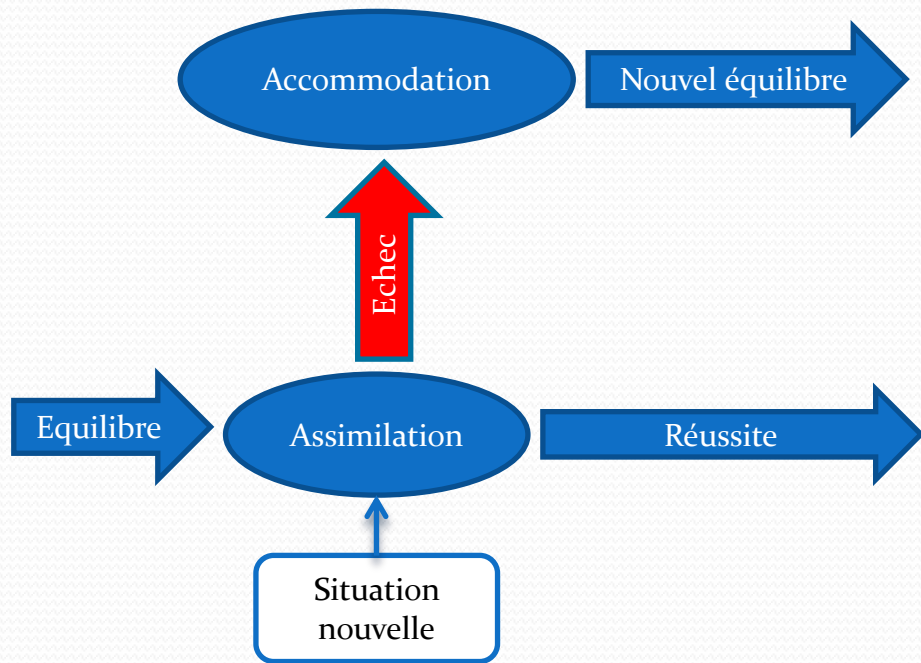 Accommodation
Nouvel équilibre
Echec
Equilibre
Assimilation
Réussite
Situation
nouvelle